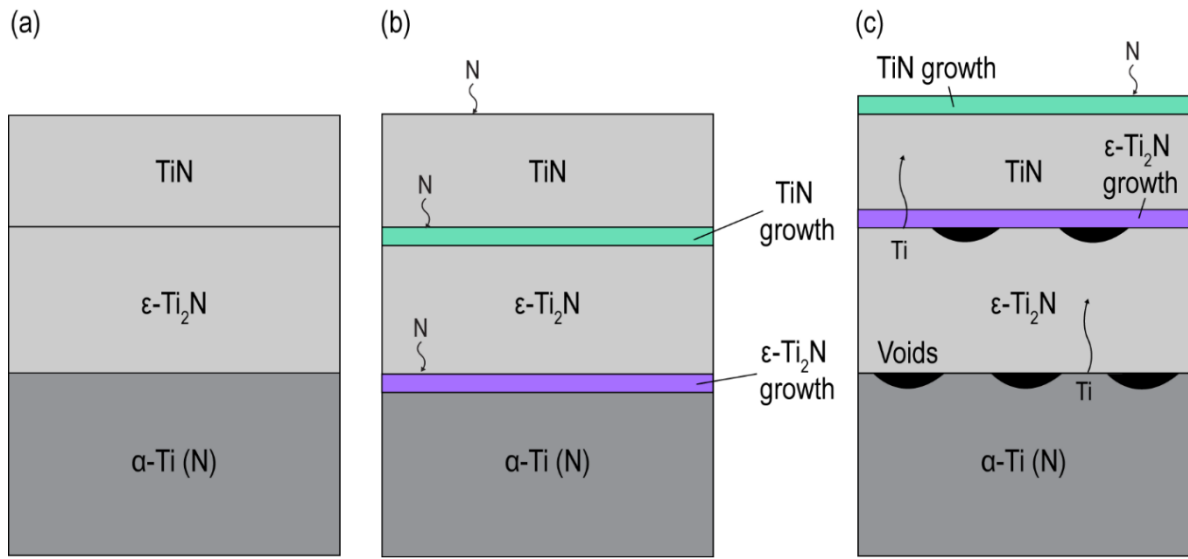 (a)
TiN
ε-Ti₂N
α-Ti (N)
(b)
N
TiN
N
TiN
growth
ε-Ti₂N
N
ε-Ti₂N
growth
α-Ti (N)
(c)
TiN growth
N
ε-Ti₂N
growth
TiN
Ti
ε-Ti₂N
Voids
Ti
α-Ti (N)